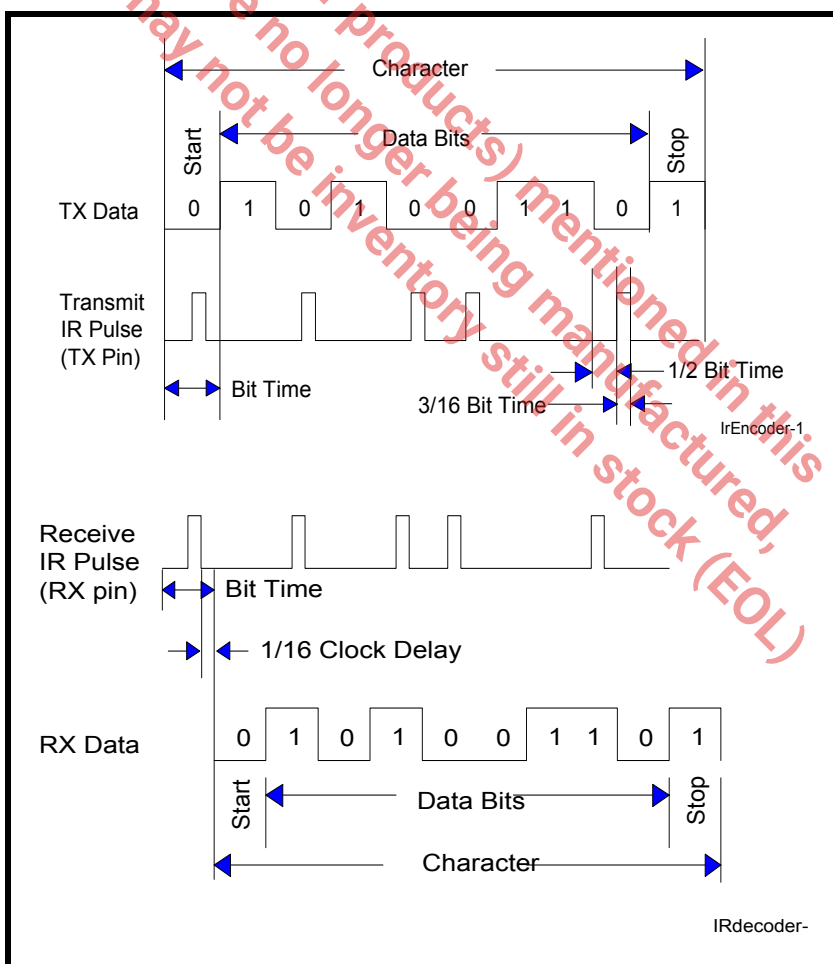 products) mentioned in this
no longer being manufactured,
may not be inventory still in stock (EOL)
Character
Start
Data Bits
Stop
TX Data
0 1 0 1 0 0 1 1 0 1
Transmit
IR Pulse
(TX Pin)
Bit Time
1/2 Bit Time
3/16 Bit Time
IrEncoder-1
Receive
IR Pulse
(RX pin)
Bit Time
1/16 Clock Delay
RX Data
0 1 0 1 0 0 1 1 0 1
Start
Data Bits
Stop
Character
IRdecoder-